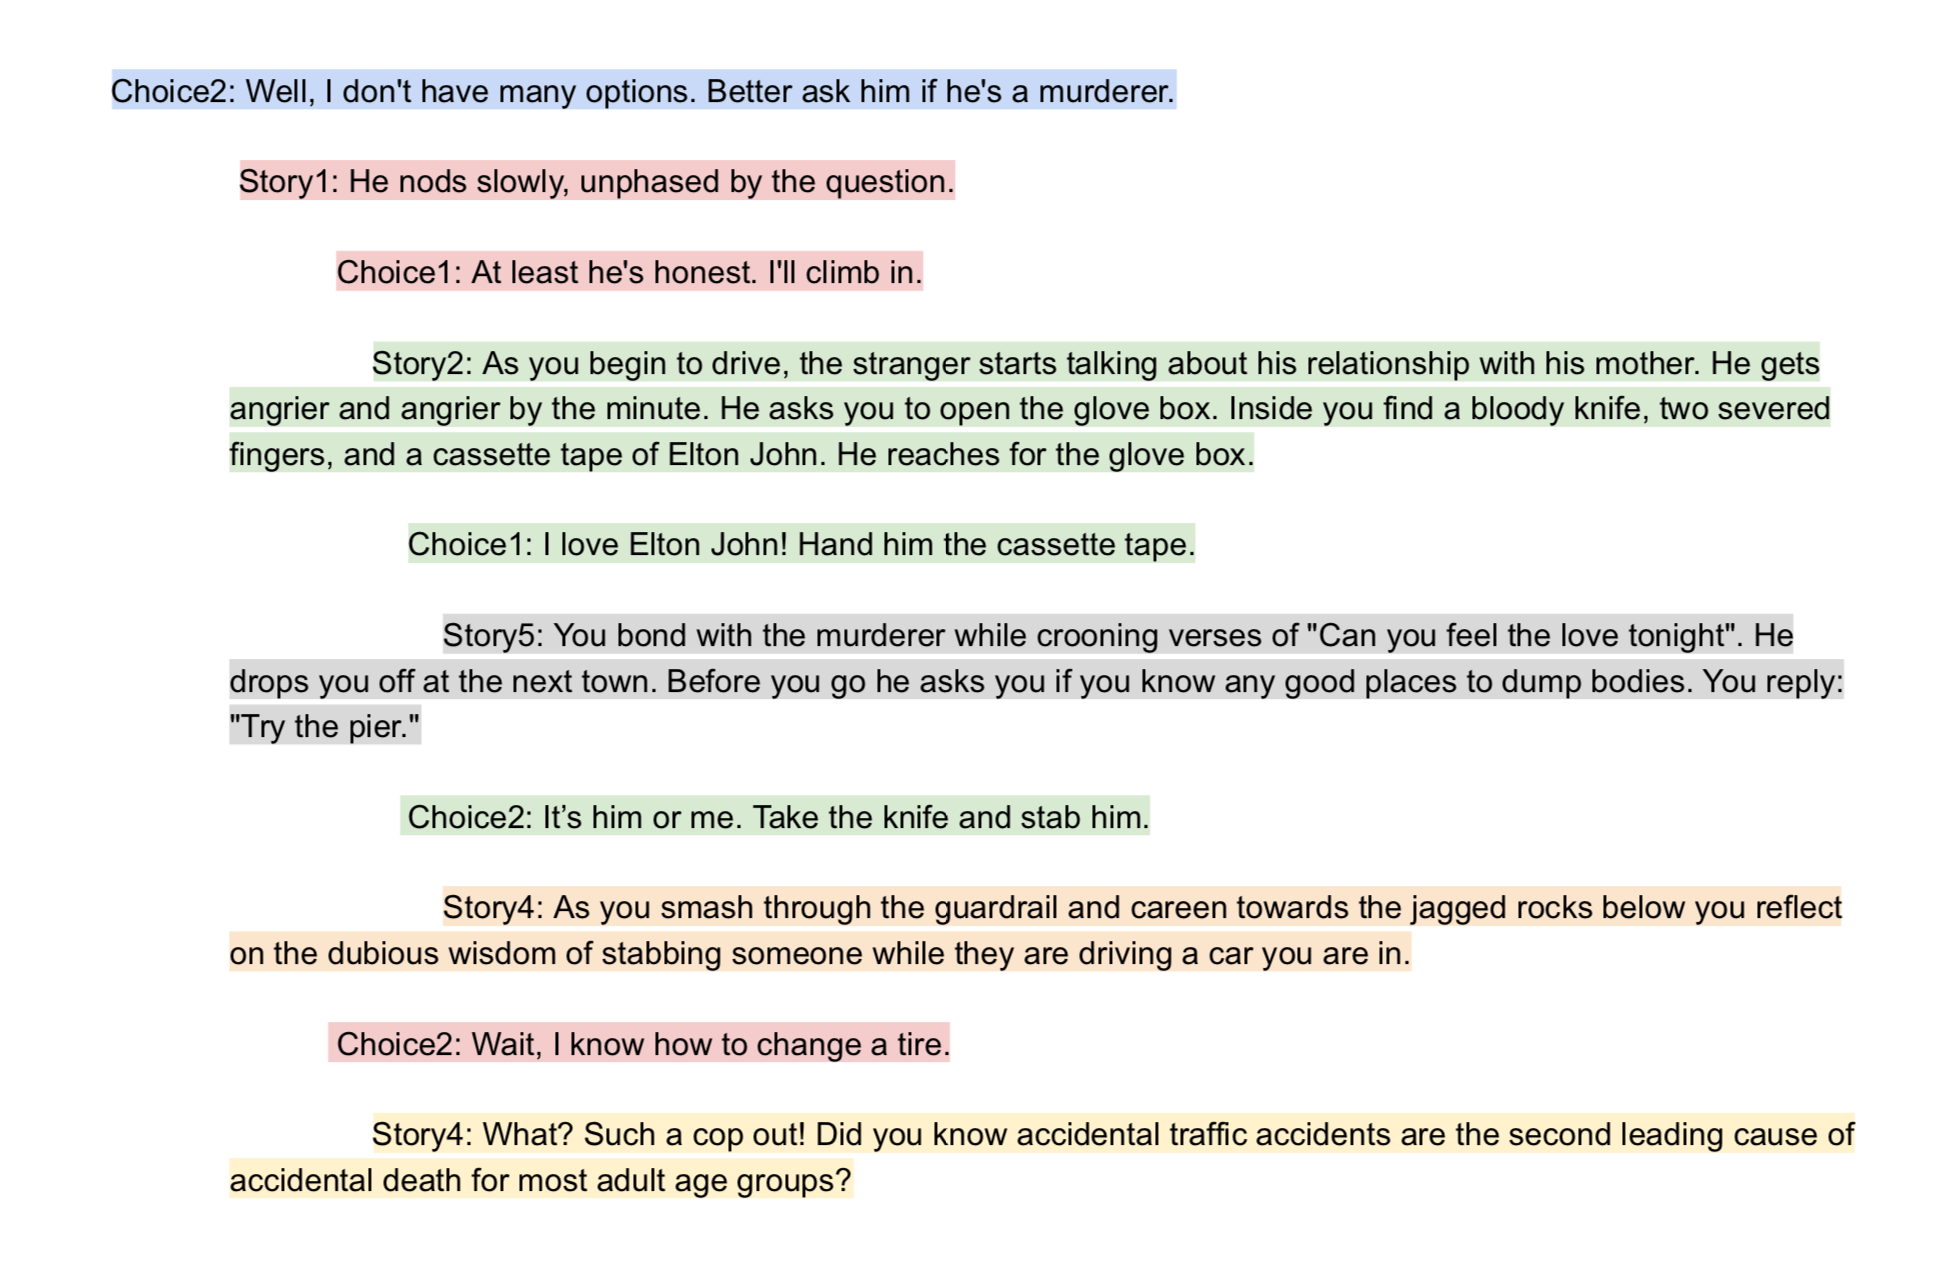 Choice2: Well, I don't have many options. Better ask him if he's a murderer.
Story1: He nods slowly, unphased by the question.
Choice1: At least he's honest. I'll climb in.
Story2: As you begin to drive, the stranger starts talking about his relationship with his mother. He gets
angrier and angrier by the minute. He asks you to open the glove box. Inside you find a bloody knife, two severed
fingers, and a cassette tape of Elton John. He reaches for the glove box.
Choice1: I love Elton John! Hand him the cassette tape.
Story5: You bond with the murderer while crooning verses of "Can you feel the love tonight". He
drops you off at the next town. Before you go he asks you if you know any good places to dump bodies. You reply:
"Try the pier."
Choice2: It’s him or me. Take the knife and stab him.
Story4: As you smash through the guardrail and careen towards the jagged rocks below you reflect
on the dubious wisdom of stabbing someone while they are driving a car you are in.
Choice2: Wait, I know how to change a tire.
Story4: What? Such a cop out! Did you know accidental traffic accidents are the second leading cause of
accidental death for most adult age groups?